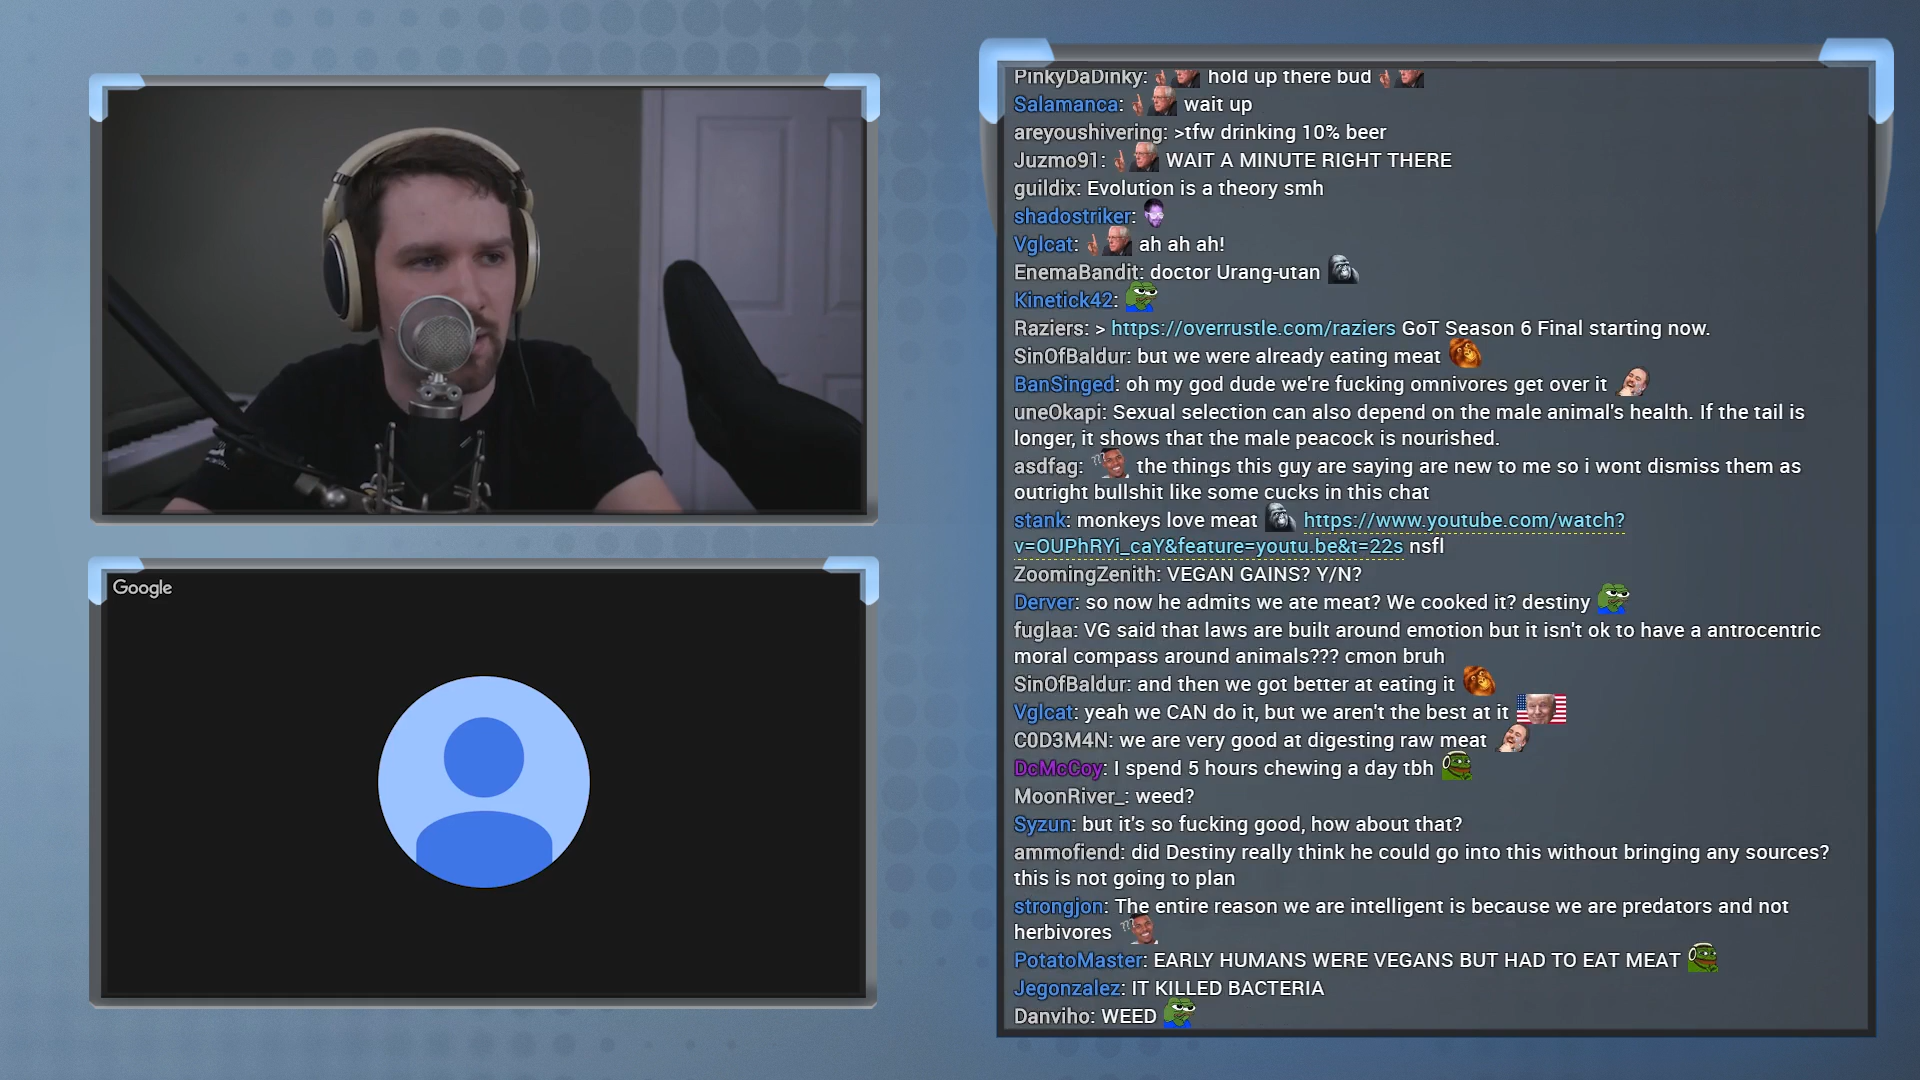 Google
PinkyDaDinky: hold up there bud
Salamanca: wait up
areyoushivering: >tfw drinking 10% beer
Juzmo91: WAIT A MINUTE RIGHT THERE
guildix: Evolution is a theory smh
shadostriker:
Vglcat: ah ah ah!
EnemaBandit: doctor Urang-utan
Kinetick42:
Raziers: > https://overrustle.com/raziers GoT Season 6 Final starting now.
SinOfBaldur: but we were already eating meat
BanSinged: oh my god dude we're fucking omnivores get over it
uneOkapi: Sexual selection can also depend on the male animal's health. If the tail is
longer, it shows that the male peacock is nourished.
asdfag: ??? the things this guy are saying are new to me so i wont dismiss them as
outright bullshit like some cucks in this chat
stank: monkeys love meat https://www.youtube.com/watch?
v=OUPhRYi_caY&feature=youtu.be&t=22s nsfl
ZoomingZenith: VEGAN GAINS? Y/N?
Derver: so now he admits we ate meat? We cooked it? destiny
fuglaa: VG said that laws are built around emotion but it isn't ok to have a antrocentric
moral compass around animals??? cmon bruh
SinOfBaldur: and then we got better at eating it
Vglcat: yeah we CAN do it, but we aren't the best at it
C0D3M4N: we are very good at digesting raw meat
DcMcCoy: I spend 5 hours chewing a day tbh
MoonRiver_: weed?
Syzun: but it's so fucking good, how about that?
ammofiend: did Destiny really think he could go into this without bringing any sources?
this is not going to plan
strongjon: The entire reason we are intelligent is because we are predators and not
herbivores ???
PotatoMaster: EARLY HUMANS WERE VEGANS BUT HAD TO EAT MEAT
Jegonzalez: IT KILLED BACTERIA
Danviho: WEED